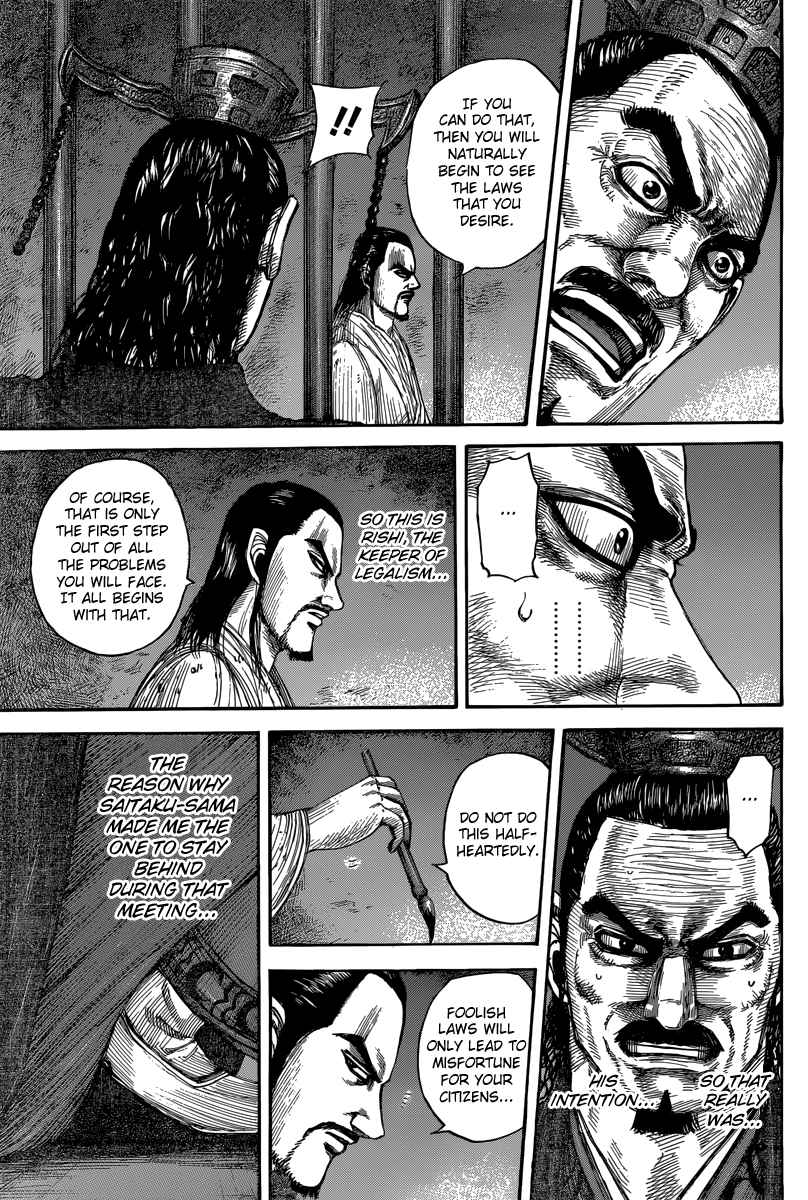 IF YOU
CAN DO THAT,
THEN YOU WILL
NATURALLY
BEGIN TO SEE
THE LAWS
THAT YOU
DESIRE.
!!
...
SO THIS IS
RISHI, THE
KEEPER OF
LEGALISM...
OF COURSE,
THAT IS ONLY
THE FIRST STEP
OUT OF ALL
THE PROBLEMS
YOU WILL FACE.
IT ALL BEGINS
WITH THAT.
...
SO THAT
REALLY
WAS...
HIS
INTENTION...
DO NOT DO
THIS HALF-
HEARTEDLY.
FOOLISH
LAWS WILL
ONLY LEAD TO
MISFORTUNE
FOR YOUR
CITIZENS...
THE
REASON WHY
SAITAKU-SAMA
MADE ME THE
ONE TO STAY
BEHIND
DURING THAT
MEETING...